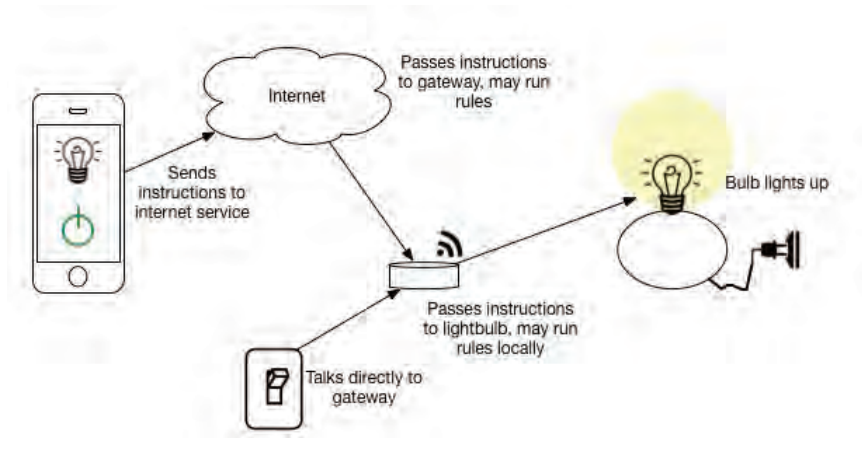 Passes instructions
to gateway, may run
rules
Internet
Sends
instructions to
internet service
Bulb lights up
Passes instructions
to lightbulb, may run
rules locally
Talks directly to
gateway